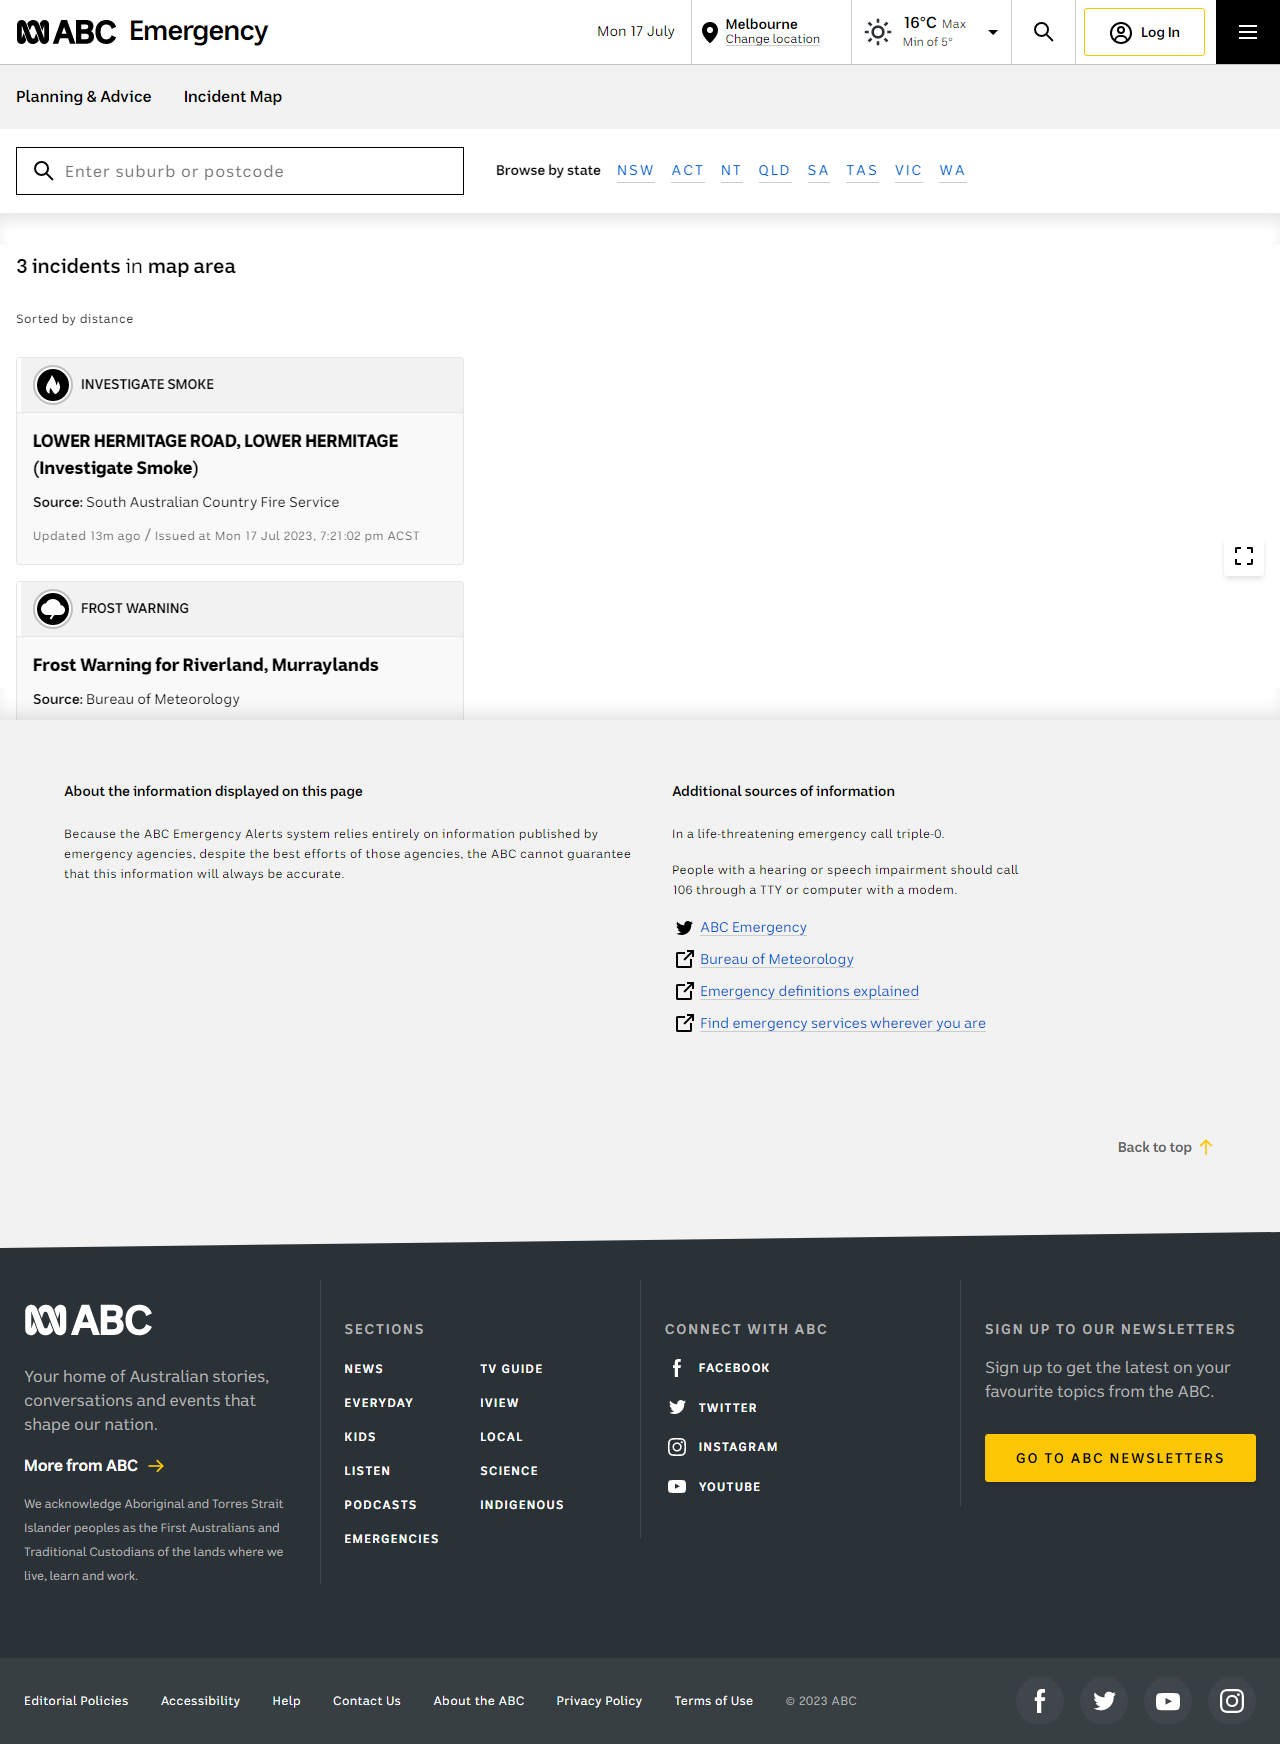 ABC Emergency
Mon 17 July
Melbourne
Change location
16°C Max
Min of 5°
Log In
Planning & Advice
Incident Map
Enter suburb or postcode
Browse by state NSW ACT NT QLD SA TAS VIC WA
3 incidents in map area
Sorted by distance
INVESTIGATE SMOKE
LOWER HERMITAGE ROAD, LOWER HERMITAGE
(Investigate Smoke)
Source: South Australian Country Fire Service
Updated 13m ago / Issued at Mon 17 Jul 2023, 7:21:02 pm ACST
FROST WARNING
Frost Warning for Riverland, Murraylands
Source: Bureau of Meteorology
About the information displayed on this page
Because the ABC Emergency Alerts system relies entirely on information published by
emergency agencies, despite the best efforts of those agencies, the ABC cannot guarantee
that this information will always be accurate.
Additional sources of information
In a life-threatening emergency call triple-0.
People with a hearing or speech impairment should call
106 through a TTY or computer with a modem.
ABC Emergency
Bureau of Meteorology
Emergency definitions explained
Find emergency services wherever you are
Back to top
ABC
Your home of Australian stories,
conversations and events that
shape our nation.
More from ABC
We acknowledge Aboriginal and Torres Strait
Islander peoples as the First Australians and
Traditional Custodians of the lands where we
live, learn and work.
SECTIONS
NEWS
EVERYDAY
KIDS
LISTEN
PODCASTS
EMERGENCIES
TV GUIDE
IVIEW
LOCAL
SCIENCE
INDIGENOUS
CONNECT WITH ABC
FACEBOOK
TWITTER
INSTAGRAM
YOUTUBE
SIGN UP TO OUR NEWSLETTERS
Sign up to get the latest on your
favourite topics from the ABC.
GO TO ABC NEWSLETTERS
Editorial Policies Accessibility Help Contact Us About the ABC Privacy Policy Terms of Use © 2023 ABC